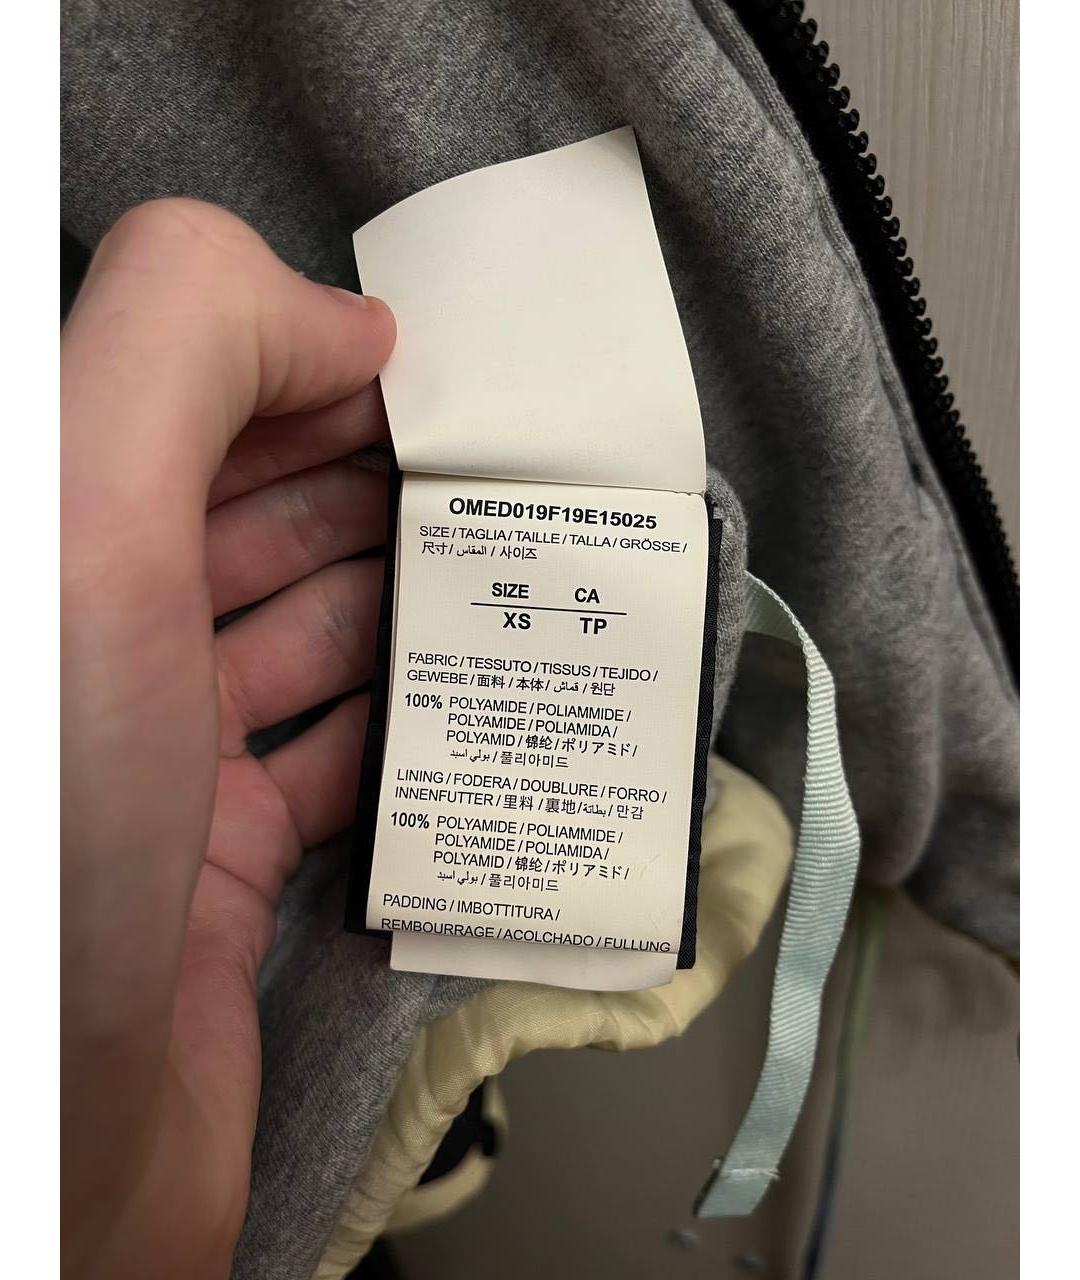 OMED019F19E15025
SIZE / TAGLIA / TAILLE / TALLA / GRÖSSE /
尺寸 / المقاس / 사이즈
SIZE CA
XS TP
FABRIC / TESSUTO / TISSUS / TEJIDO /
GEWEBE / 面料 / 本体 / قماش / 원단
100% POLYAMIDE / POLIAMMIDE /
POLYAMIDE / POLIAMIDA /
POLYAMID / 锦纶 / ポリアミド /
بولي اسيد / 폴리아미드
LINING / FODERA / DOUBLURE / FORRO /
INNENFUTTER / 里料 / 裏地 / بطانة / 안감
100% POLYAMIDE / POLIAMMIDE /
POLYAMIDE / POLIAMIDA /
POLYAMID / 锦纶 / ポリアミド /
بولي اسيد / 폴리아미드
PADDING / IMBOTTITURA /
REMBOURRAGE / ACOLCHADO / FULLUNG